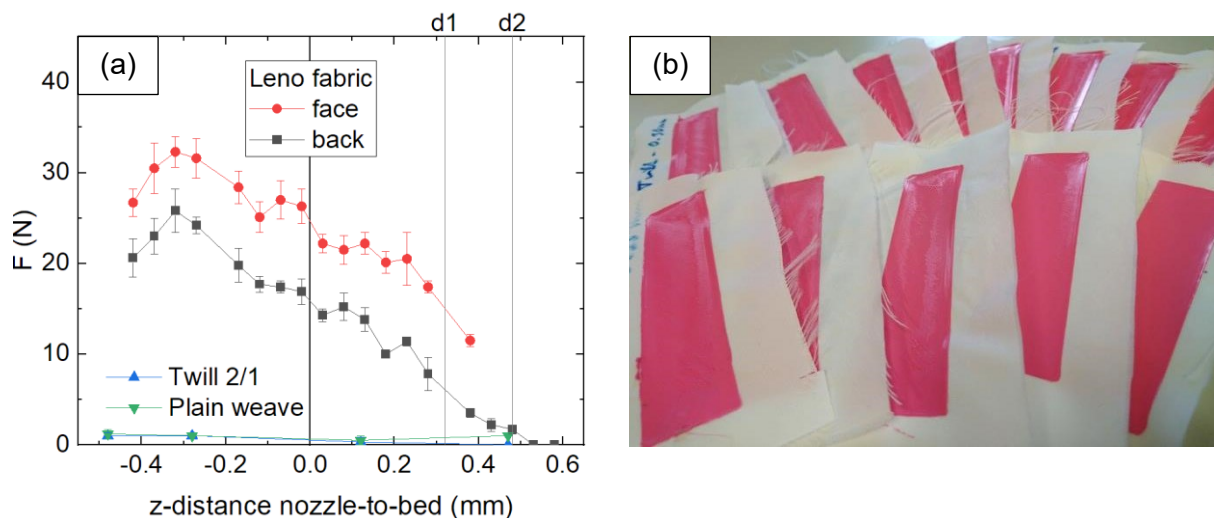 (a)
d1 d2
Leno fabric
face
back
F (N)
40
30
20
10
0
Twill 2/1
Plain weave
-0.4 -0.2 0.0 0.2 0.4 0.6
z-distance nozzle-to-bed (mm)
(b)
Twill